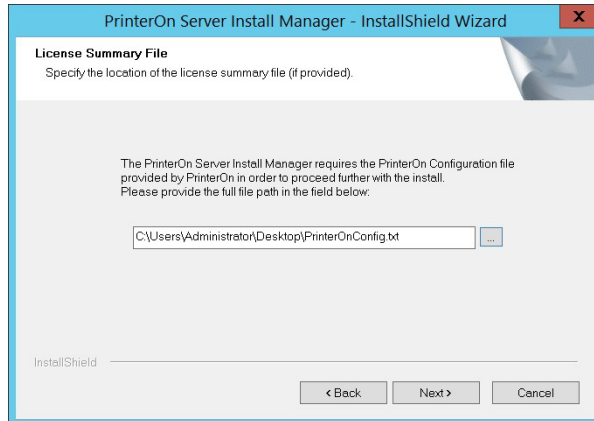 PrinterOn Server Install Manager - InstallShield Wizard
X
License Summary File
Specify the location of the license summary file (if provided).
The PrinterOn Server Install Manager requires the PrinterOn Configuration file
provided by PrinterOn in order to proceed further with the install.
Please provide the full file path in the field below:
C:\Users\Administrator\Desktop\PrinterOnConfig.txt
...
InstallShield
< Back
Next >
Cancel